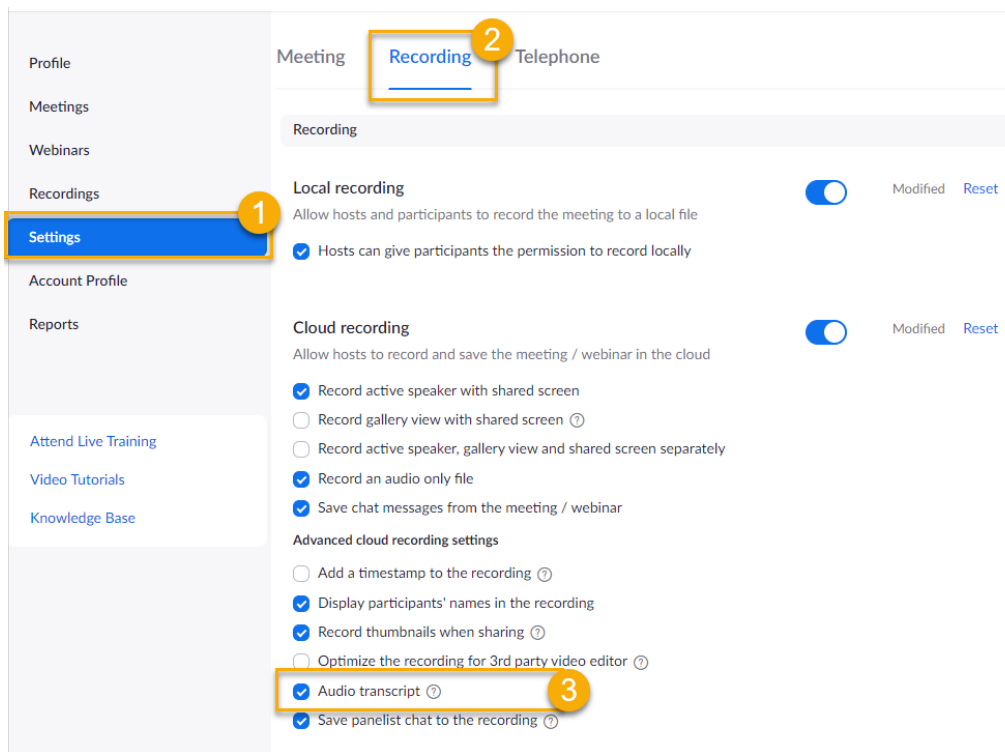 Profile
Meetings
Webinars
Recordings
1
Settings
Account Profile
Reports
Attend Live Training
Video Tutorials
Knowledge Base
Meeting Recording 2 Telephone
Recording
Local recording Modified Reset
Allow hosts and participants to record the meeting to a local file
Hosts can give participants the permission to record locally
Cloud recording Modified Reset
Allow hosts to record and save the meeting / webinar in the cloud
Record active speaker with shared screen
Record gallery view with shared screen ?
Record active speaker, gallery view and shared screen separately
Record an audio only file
Save chat messages from the meeting / webinar
Advanced cloud recording settings
Add a timestamp to the recording ?
Display participants' names in the recording
Record thumbnails when sharing ?
Optimize the recording for 3rd party video editor ?
Audio transcript ? 3
Save panelist chat to the recording ?